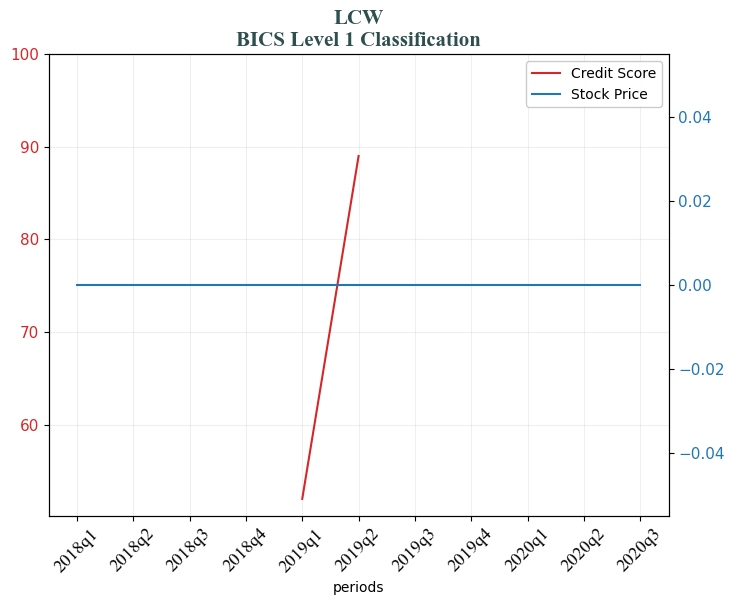 LCW
BICS Level 1 Classification
100
90
80
70
60
Credit Score
Stock Price
0.04
0.02
0.00
−0.02
−0.04
2018q1
2018q2
2018q3
2018q4
2019q1
2019q2
2019q3
2019q4
2020q1
2020q2
2020q3
periods